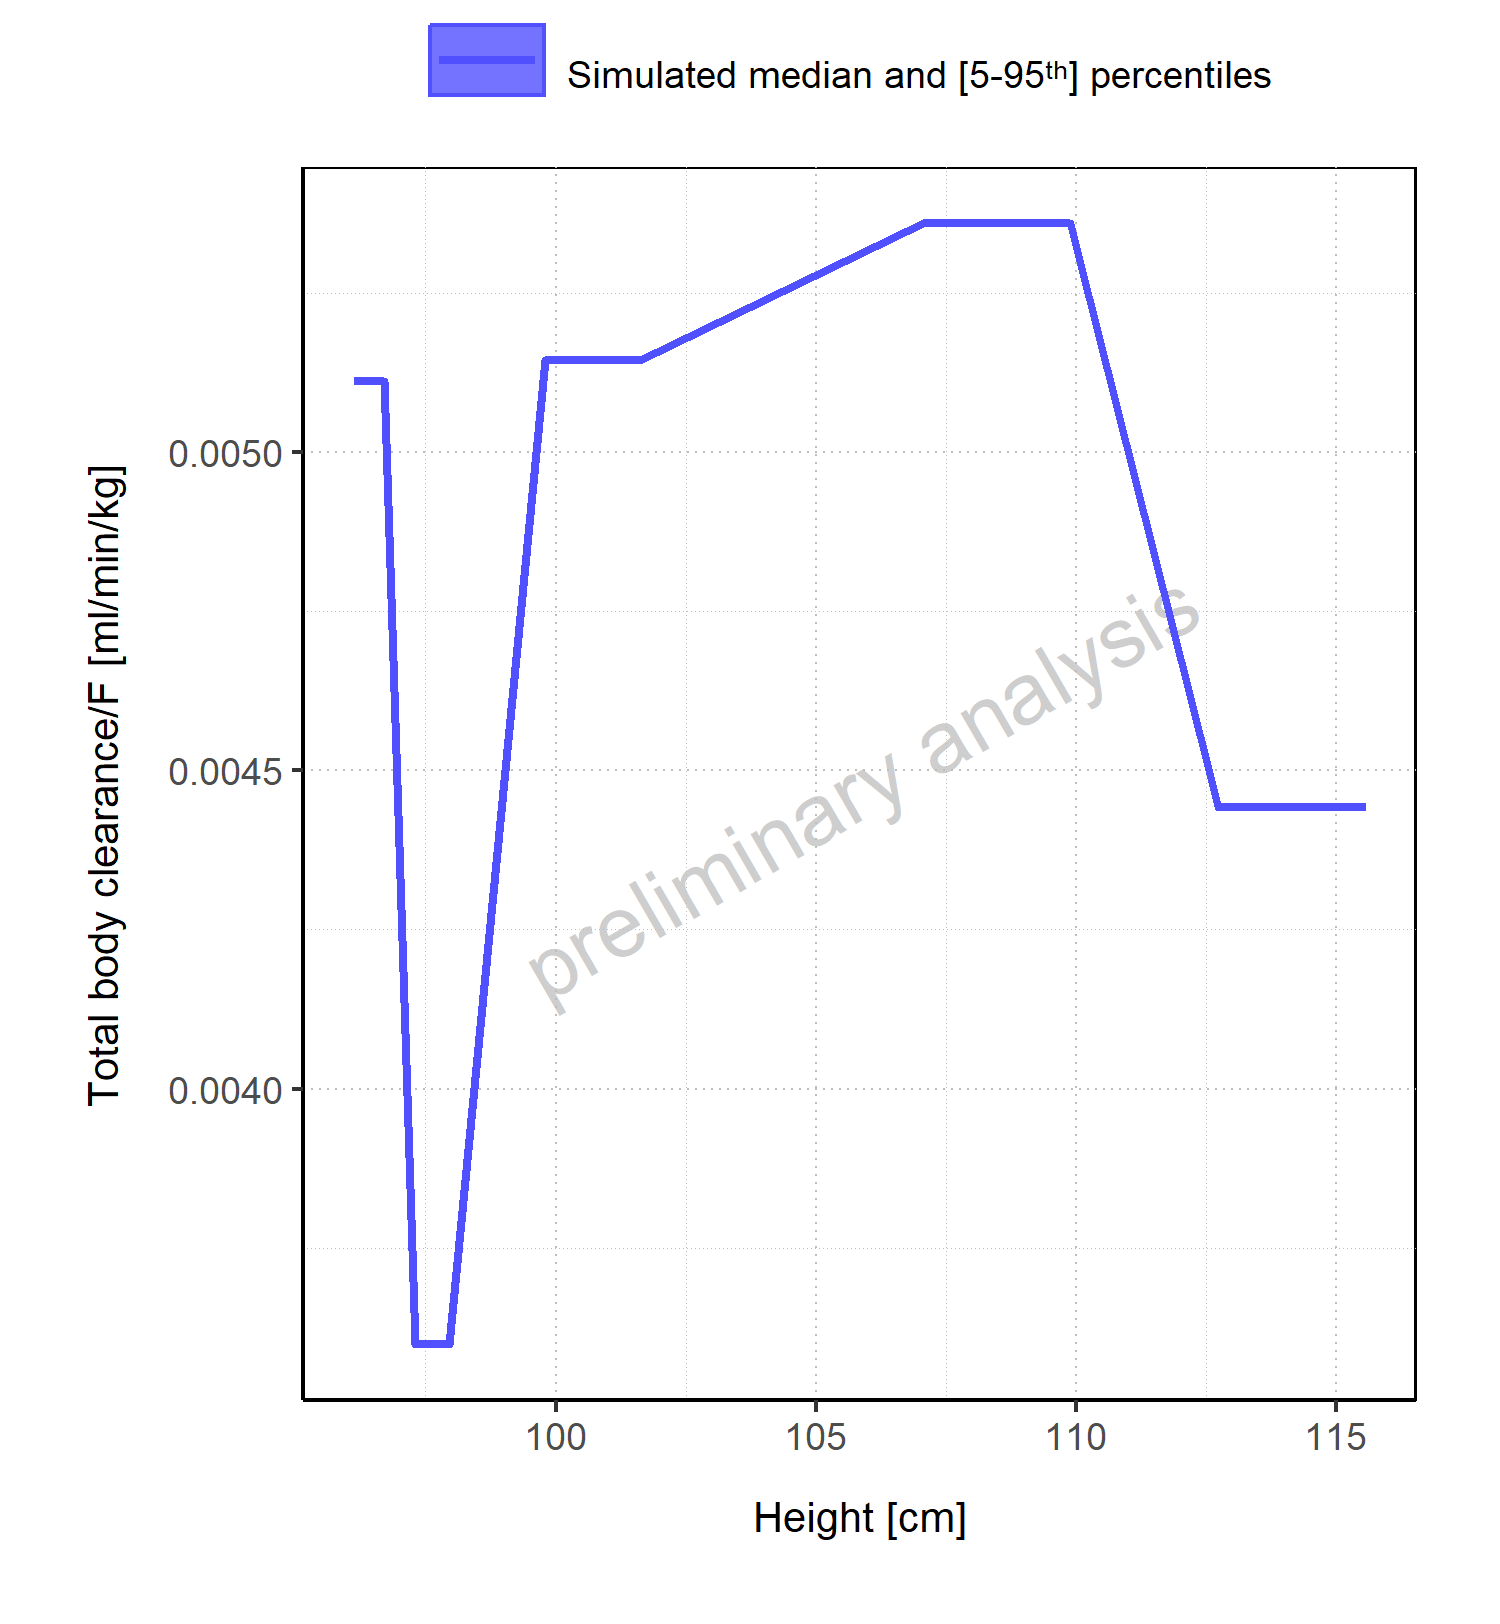 Simulated median and [5-95th] percentiles
0.0050
0.0045
0.0040
Total body clearance/F [ml/min/kg]
preliminary analysis
100
105
110
115
Height [cm]